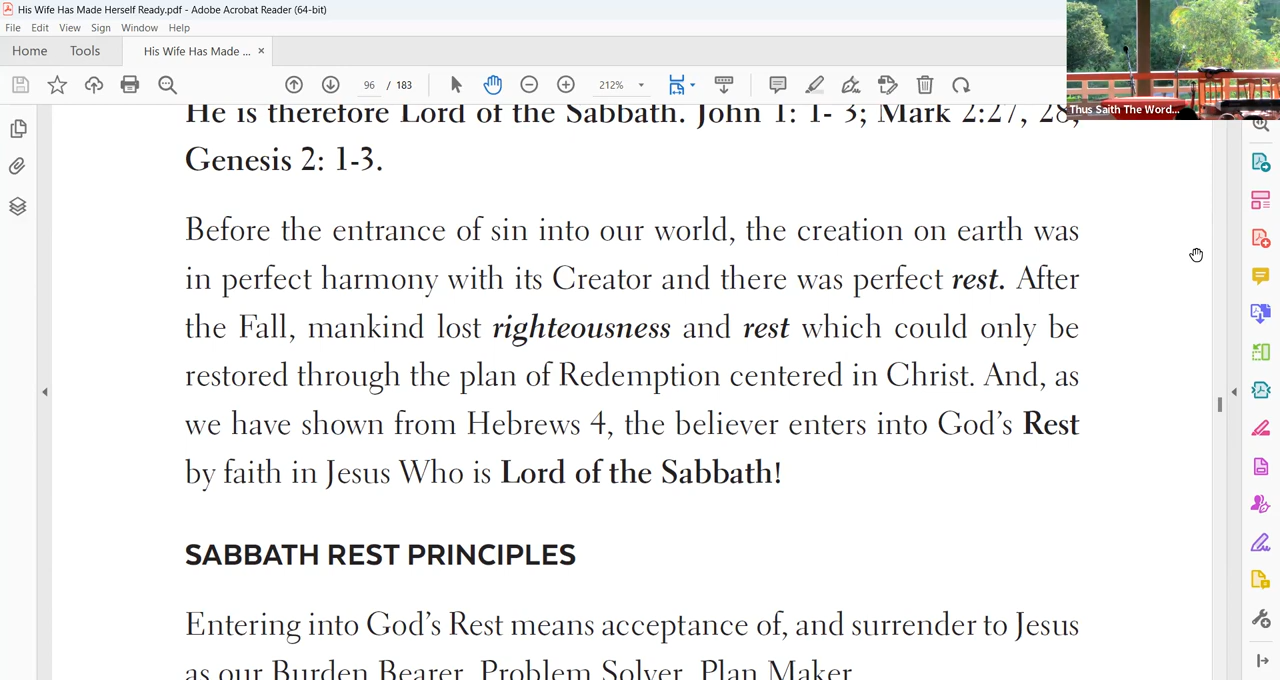 His Wife Has Made Herself Ready.pdf - Adobe Acrobat Reader (64-bit)
File Edit View Sign Window Help
Home Tools His Wife Has Made ... ×
96 / 183 212%
Thus Saith The Word...
He is therefore Lord of the Sabbath. John 1: 1- 3; Mark 2:27, 28,
Genesis 2: 1-3.
Before the entrance of sin into our world, the creation on earth was
in perfect harmony with its Creator and there was perfect rest. After
the Fall, mankind lost righteousness and rest which could only be
restored through the plan of Redemption centered in Christ. And, as
we have shown from Hebrews 4, the believer enters into God’s Rest
by faith in Jesus Who is Lord of the Sabbath!
SABBATH REST PRINCIPLES
Entering into God’s Rest means acceptance of, and surrender to Jesus
as our Burden Bearer, Problem Solver, Plan Maker